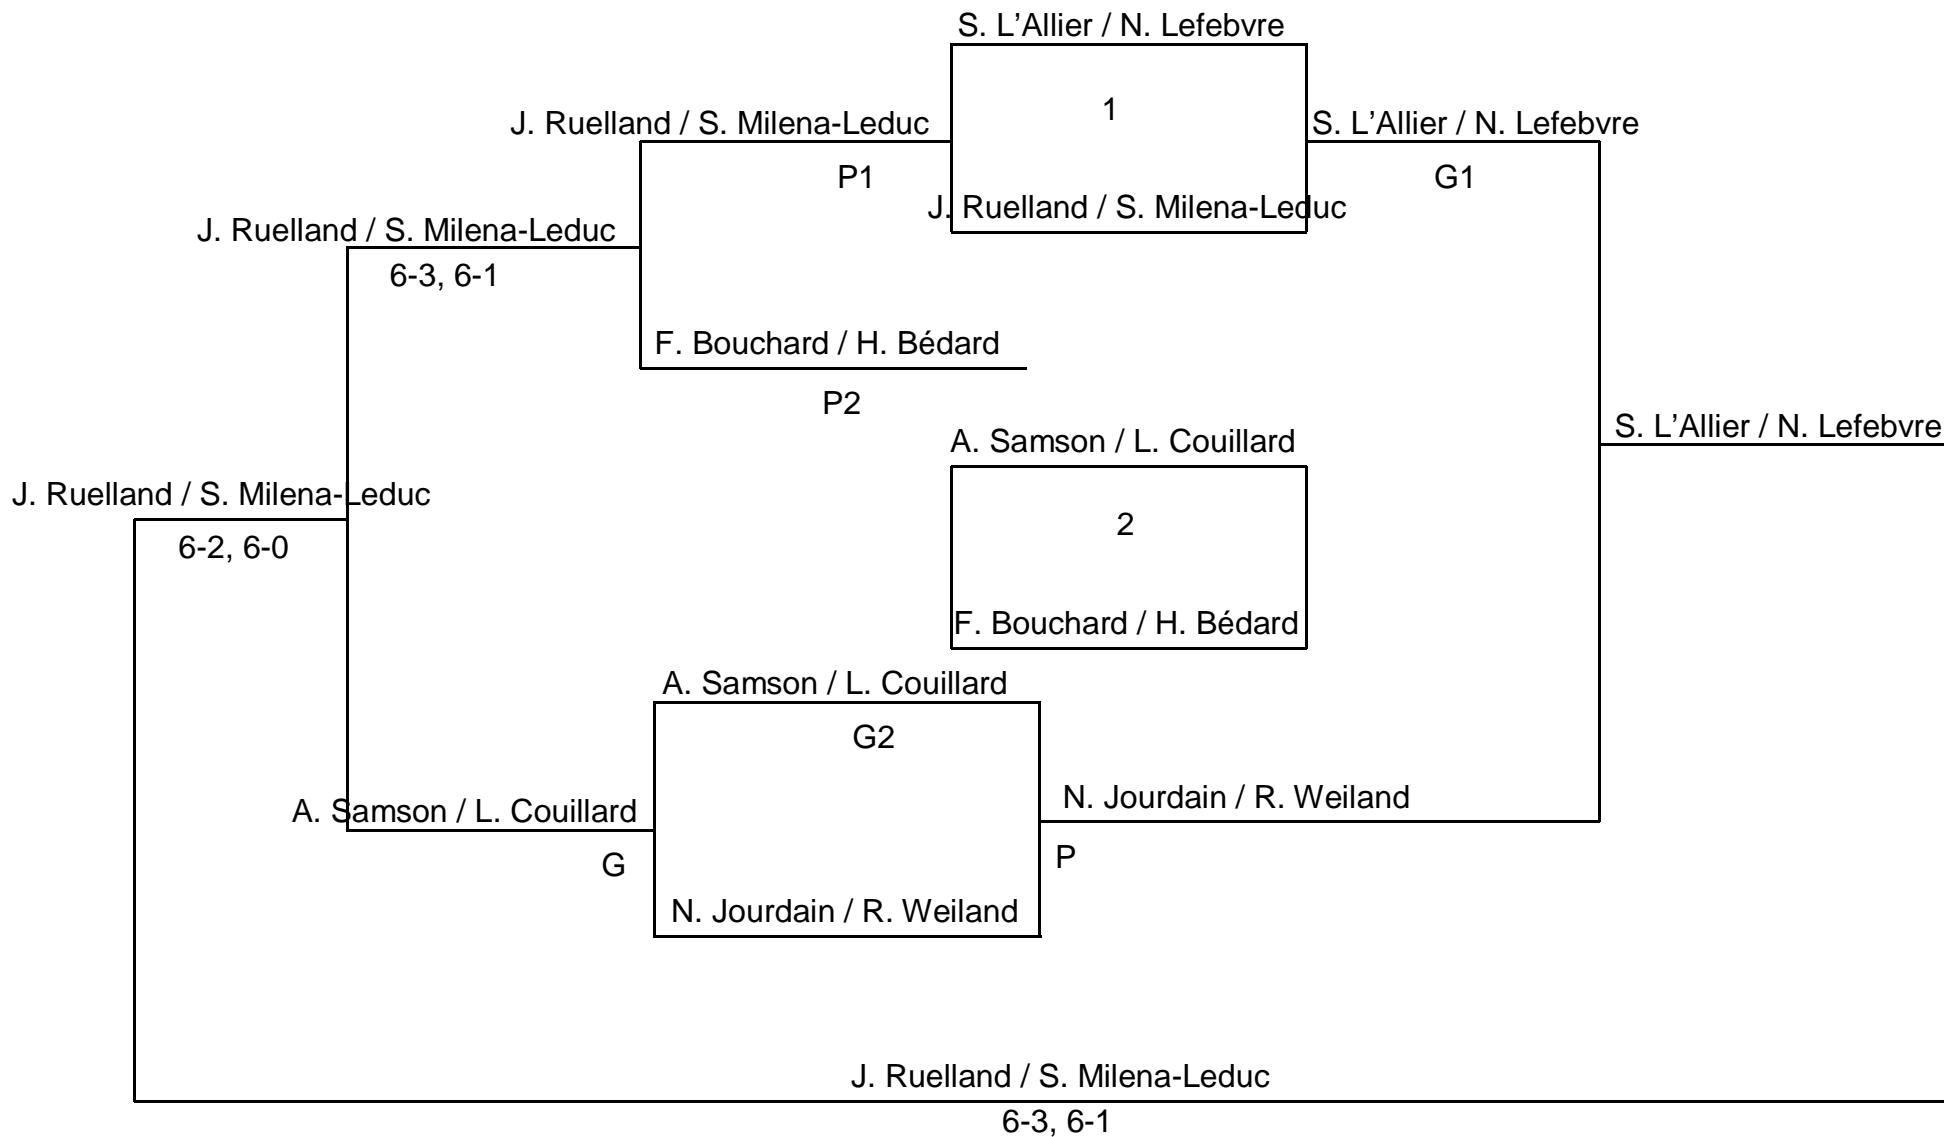 S. L’Allier / N. Lefebvre
1
J. Ruelland / S. Milena-Leduc
S. L’Allier / N. Lefebvre
P1
G1
J. Ruelland / S. Milena-Leduc
J. Ruelland / S. Milena-Leduc
6-3, 6-1
F. Bouchard / H. Bédard
P2
A. Samson / L. Couillard
S. L’Allier / N. Lefebvre
J. Ruelland / S. Milena-Leduc
2
6-2, 6-0
F. Bouchard / H. Bédard
A. Samson / L. Couillard
G2
N. Jourdain / R. Weiland
A. Samson / L. Couillard
G
P
N. Jourdain / R. Weiland
J. Ruelland / S. Milena-Leduc
6-3, 6-1